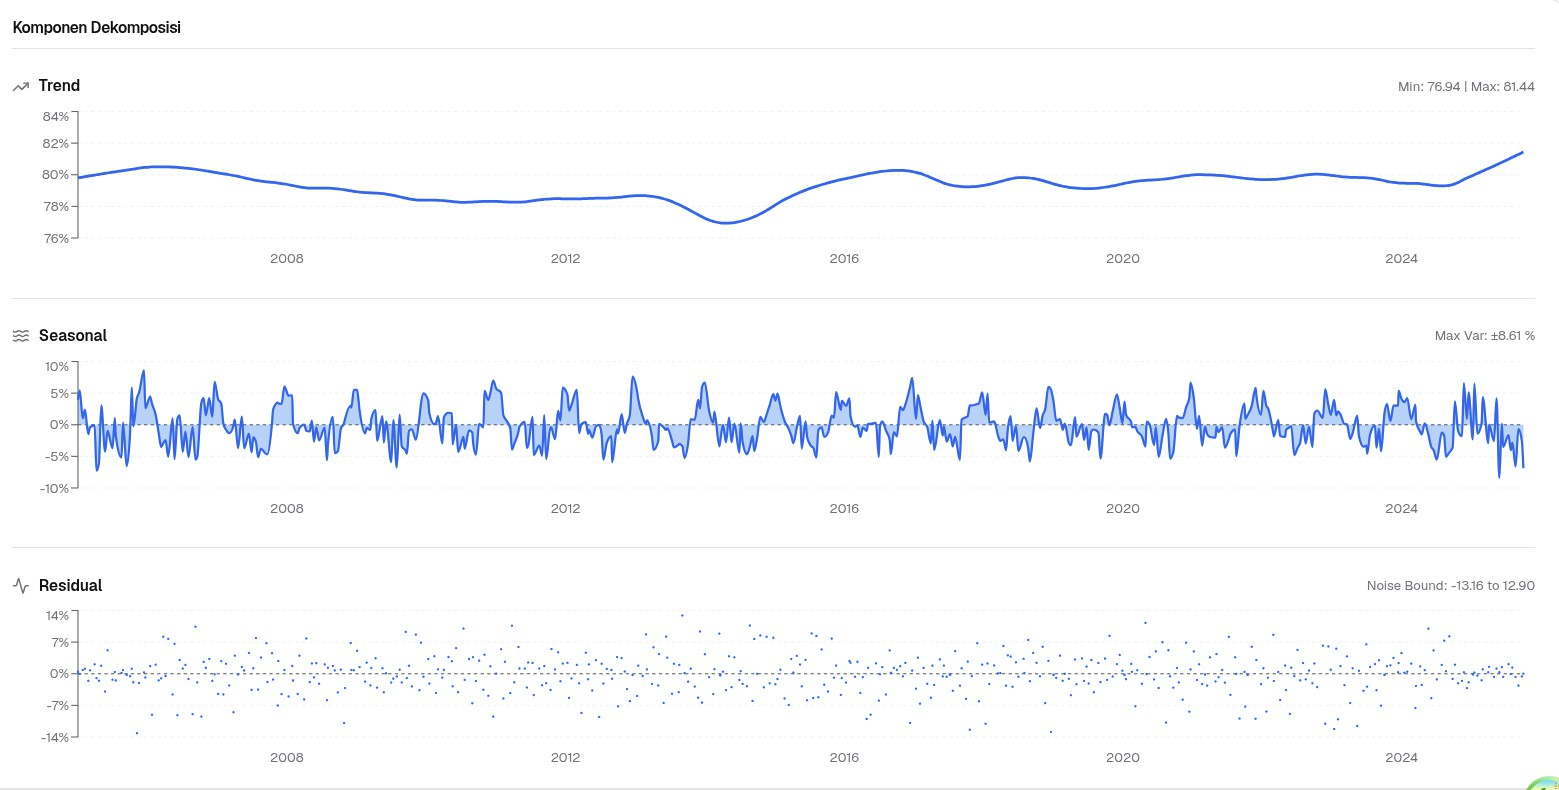 Komponen Dekomposisi
Trend
Min: 76.94 | Max: 81.44
84%
82%
80%
78%
76%
2008 2012 2016 2020 2024
Seasonal
Max Var: ±8.61 %
10%
5%
0%
-5%
-10%
2008 2012 2016 2020 2024
Residual
Noise Bound: -13.16 to 12.90
14%
7%
0%
-7%
-14%
2008 2012 2016 2020 2024